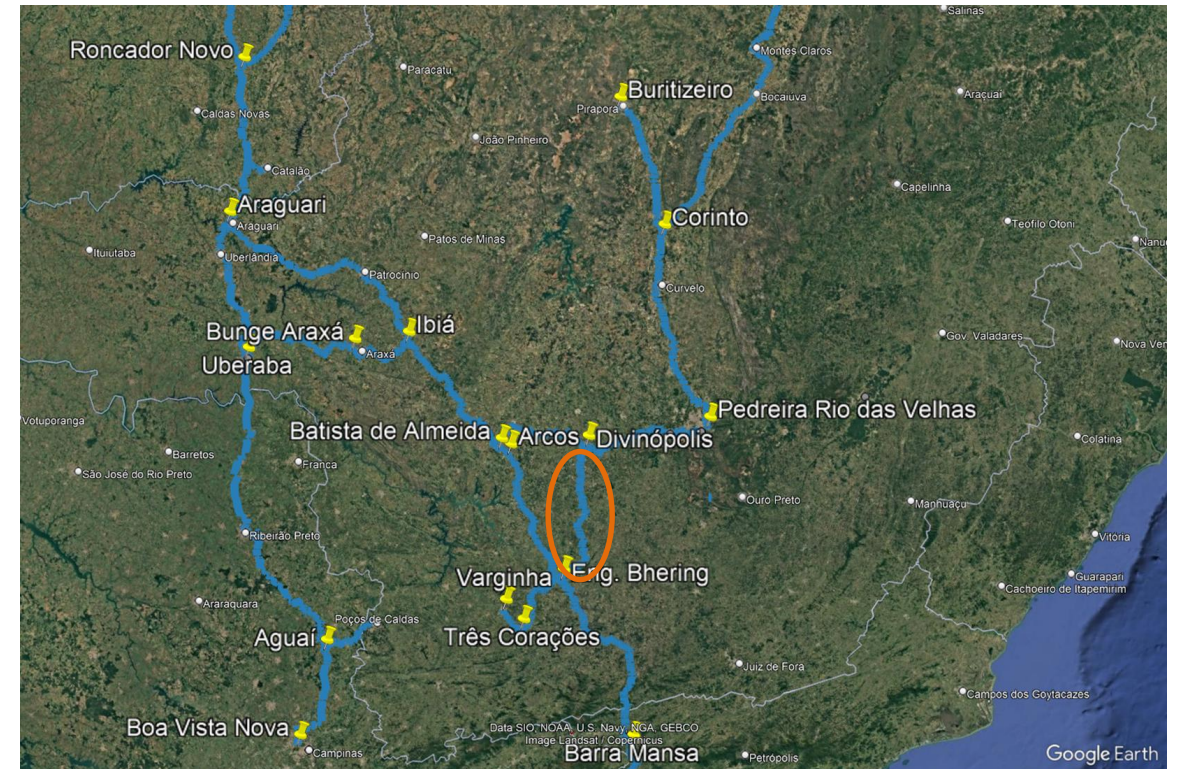 Salinas
Roncador Novo
Montes Claros
Paracatu
Buritizeiro
Bocaiuva
Araçuaí
Pirapora
Caldas Novas
João Pinheiro
Catalão
Capelinha
Araguari
Corinto
Teofilo Otoni
Araguari
Patos de Minas
Nanu
Ituiutaba
Uberlândia
Patrocínio
Curvelo
Bunge Araxá
Ibiá
Gov. Valadares
Nova Ven
Araxá
Uberaba
Votuporanga
Pedreira Rio das Velhas
Batista de Almeida
Arcos
Divinópolis
Colatina
Barretos
Franca
São José do Rio Preto
Ouro Preto
Manhuaçu
Ribeirão Preto
Vitória
Varginha
Eng. Bhering
Guarapari
Cachoeiro de Itapemirim
Araraquara
Poços de Caldas
Aguaí
Três Corações
Juiz de Fora
Campos dos Goytacazes
Boa Vista Nova
Data SIO, NOAA, U.S. Navy, NGA, GEBCO
Image Landsat / Copernicus
Campinas
Barra Mansa
Petrópolis
Google Earth